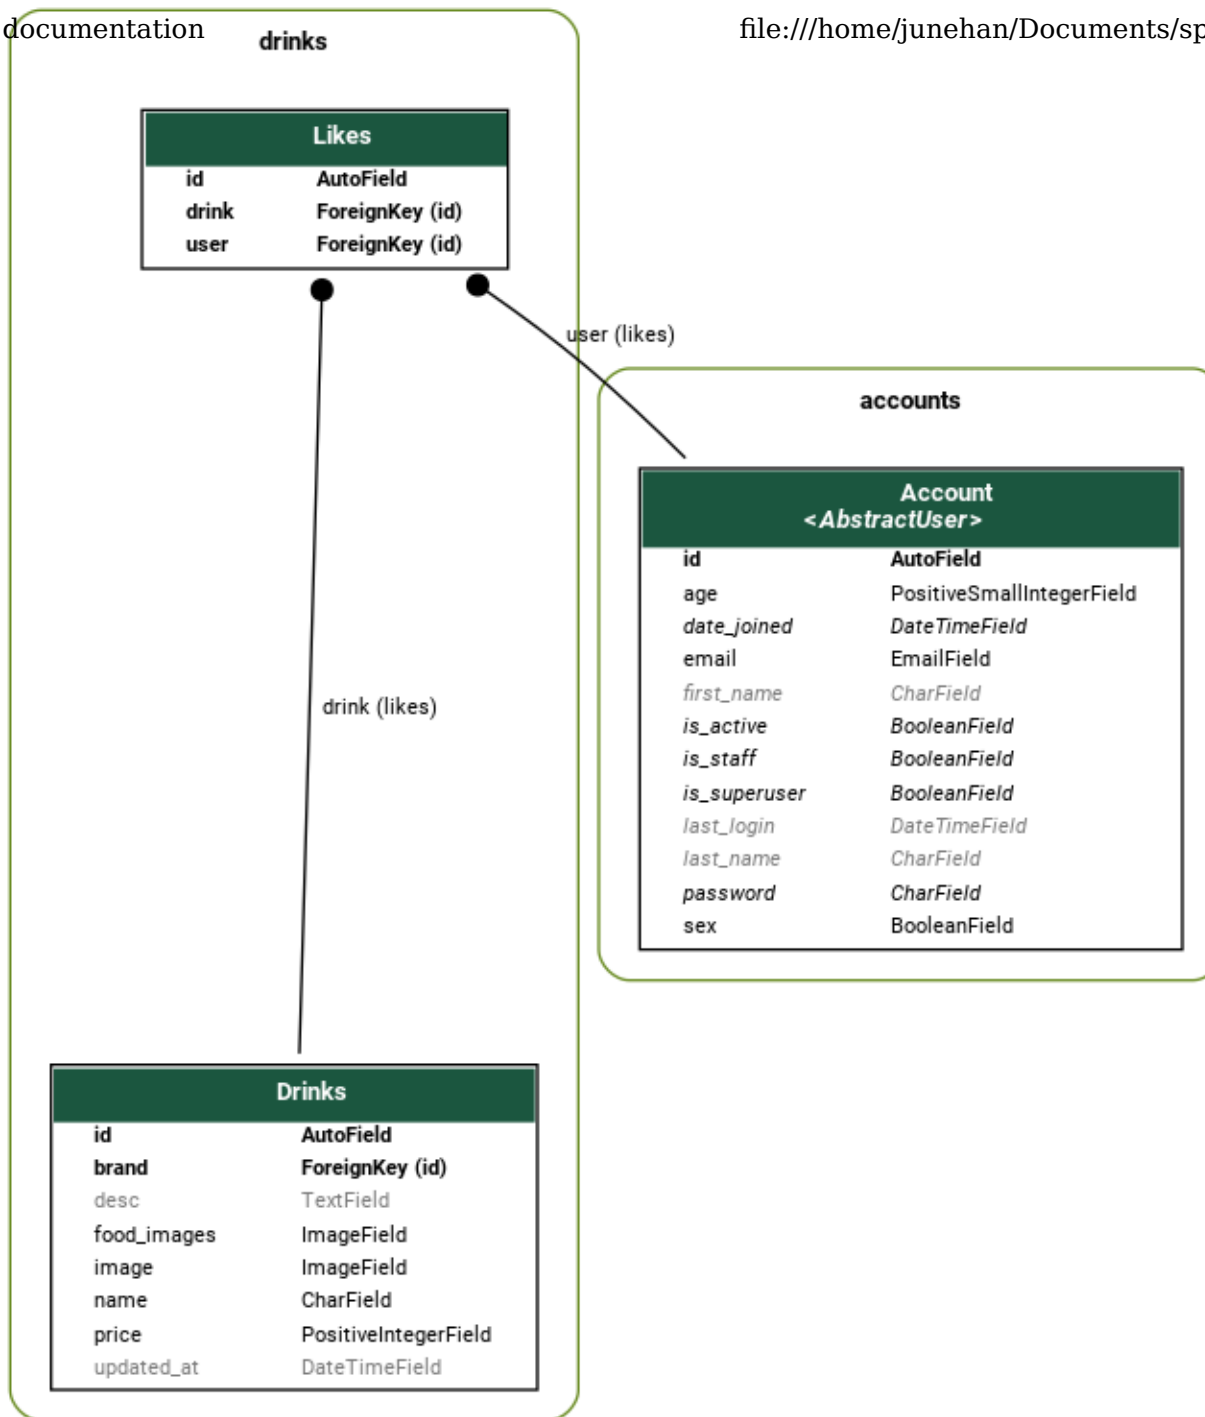 documentation
file:///home/junehan/Documents/sp
drinks
Likes
id AutoField
drink ForeignKey (id)
user ForeignKey (id)
user (likes)
accounts
Account
<AbstractUser>
id AutoField
age PositiveSmallIntegerField
date_joined DateTimeField
email EmailField
first_name CharField
is_active BooleanField
is_staff BooleanField
is_superuser BooleanField
last_login DateTimeField
last_name CharField
password CharField
sex BooleanField
drink (likes)
Drinks
id AutoField
brand ForeignKey (id)
desc TextField
food_images ImageField
image ImageField
name CharField
price PositiveIntegerField
updated_at DateTimeField